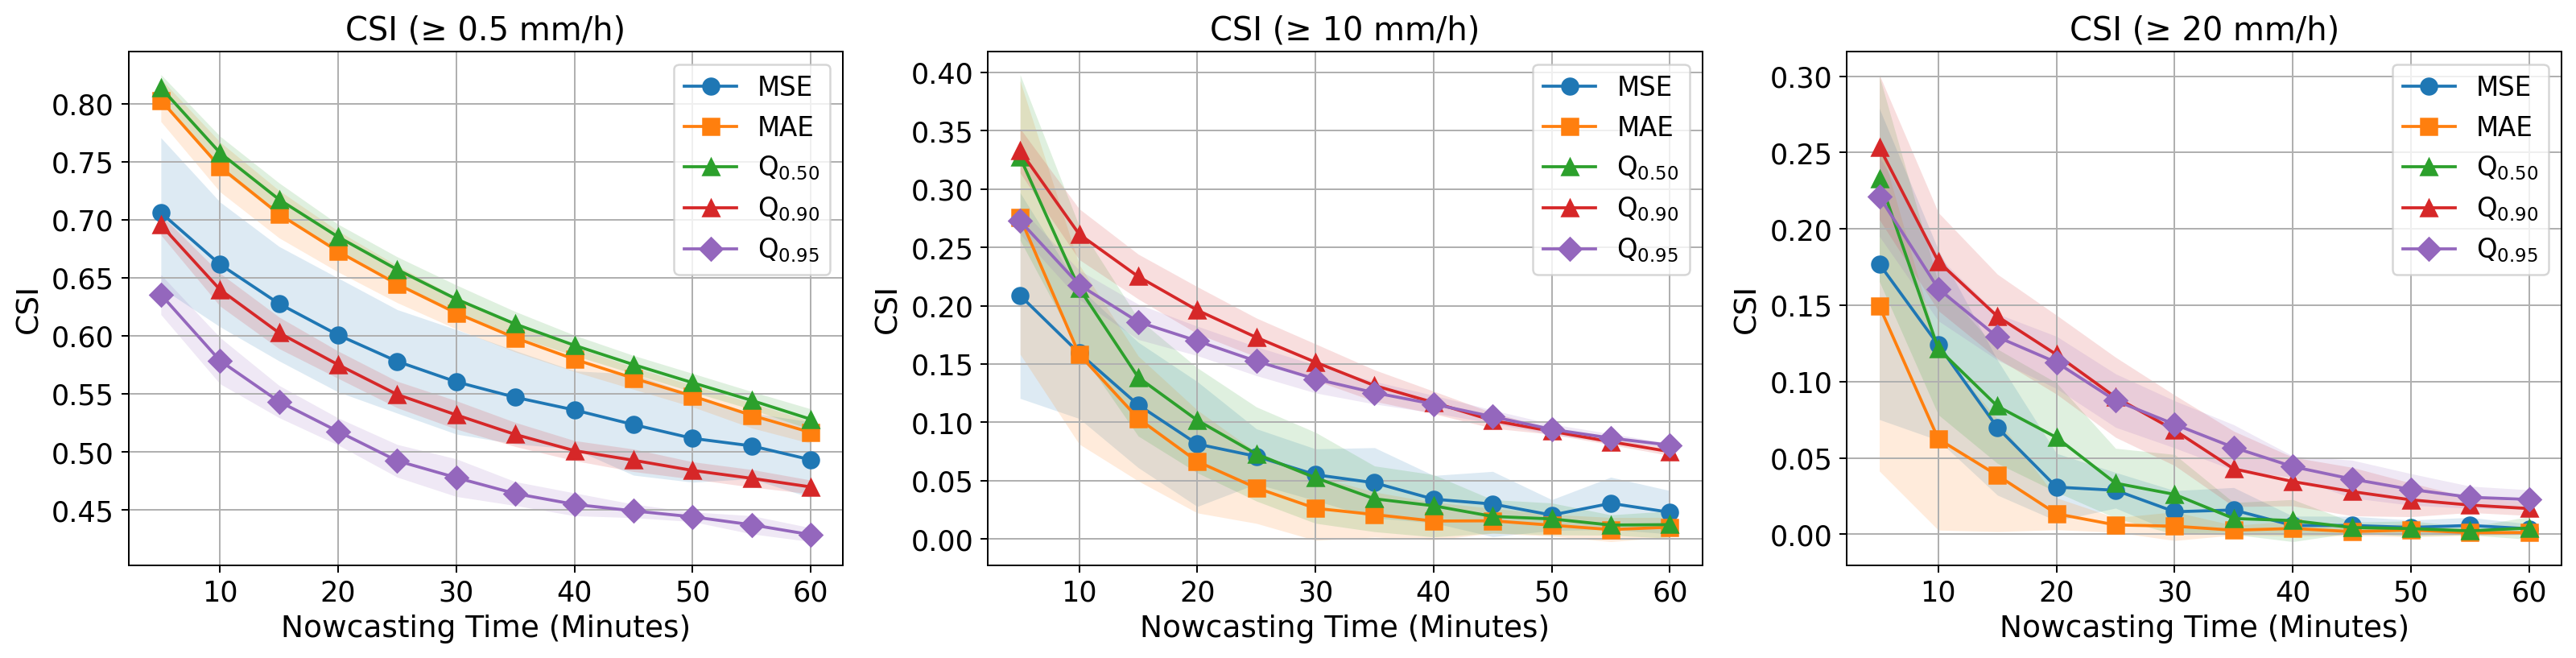 CSI (≥ 0.5 mm/h)
CSI
0.80
0.75
0.70
0.65
0.60
0.55
0.50
0.45
10 20 30 40 50 60
Nowcasting Time (Minutes)
MSE
MAE
Q0.50
Q0.90
Q0.95
CSI (≥ 10 mm/h)
CSI
0.40
0.35
0.30
0.25
0.20
0.15
0.10
0.05
0.00
10 20 30 40 50 60
Nowcasting Time (Minutes)
MSE
MAE
Q0.50
Q0.90
Q0.95
CSI (≥ 20 mm/h)
CSI
0.30
0.25
0.20
0.15
0.10
0.05
0.00
10 20 30 40 50 60
Nowcasting Time (Minutes)
MSE
MAE
Q0.50
Q0.90
Q0.95